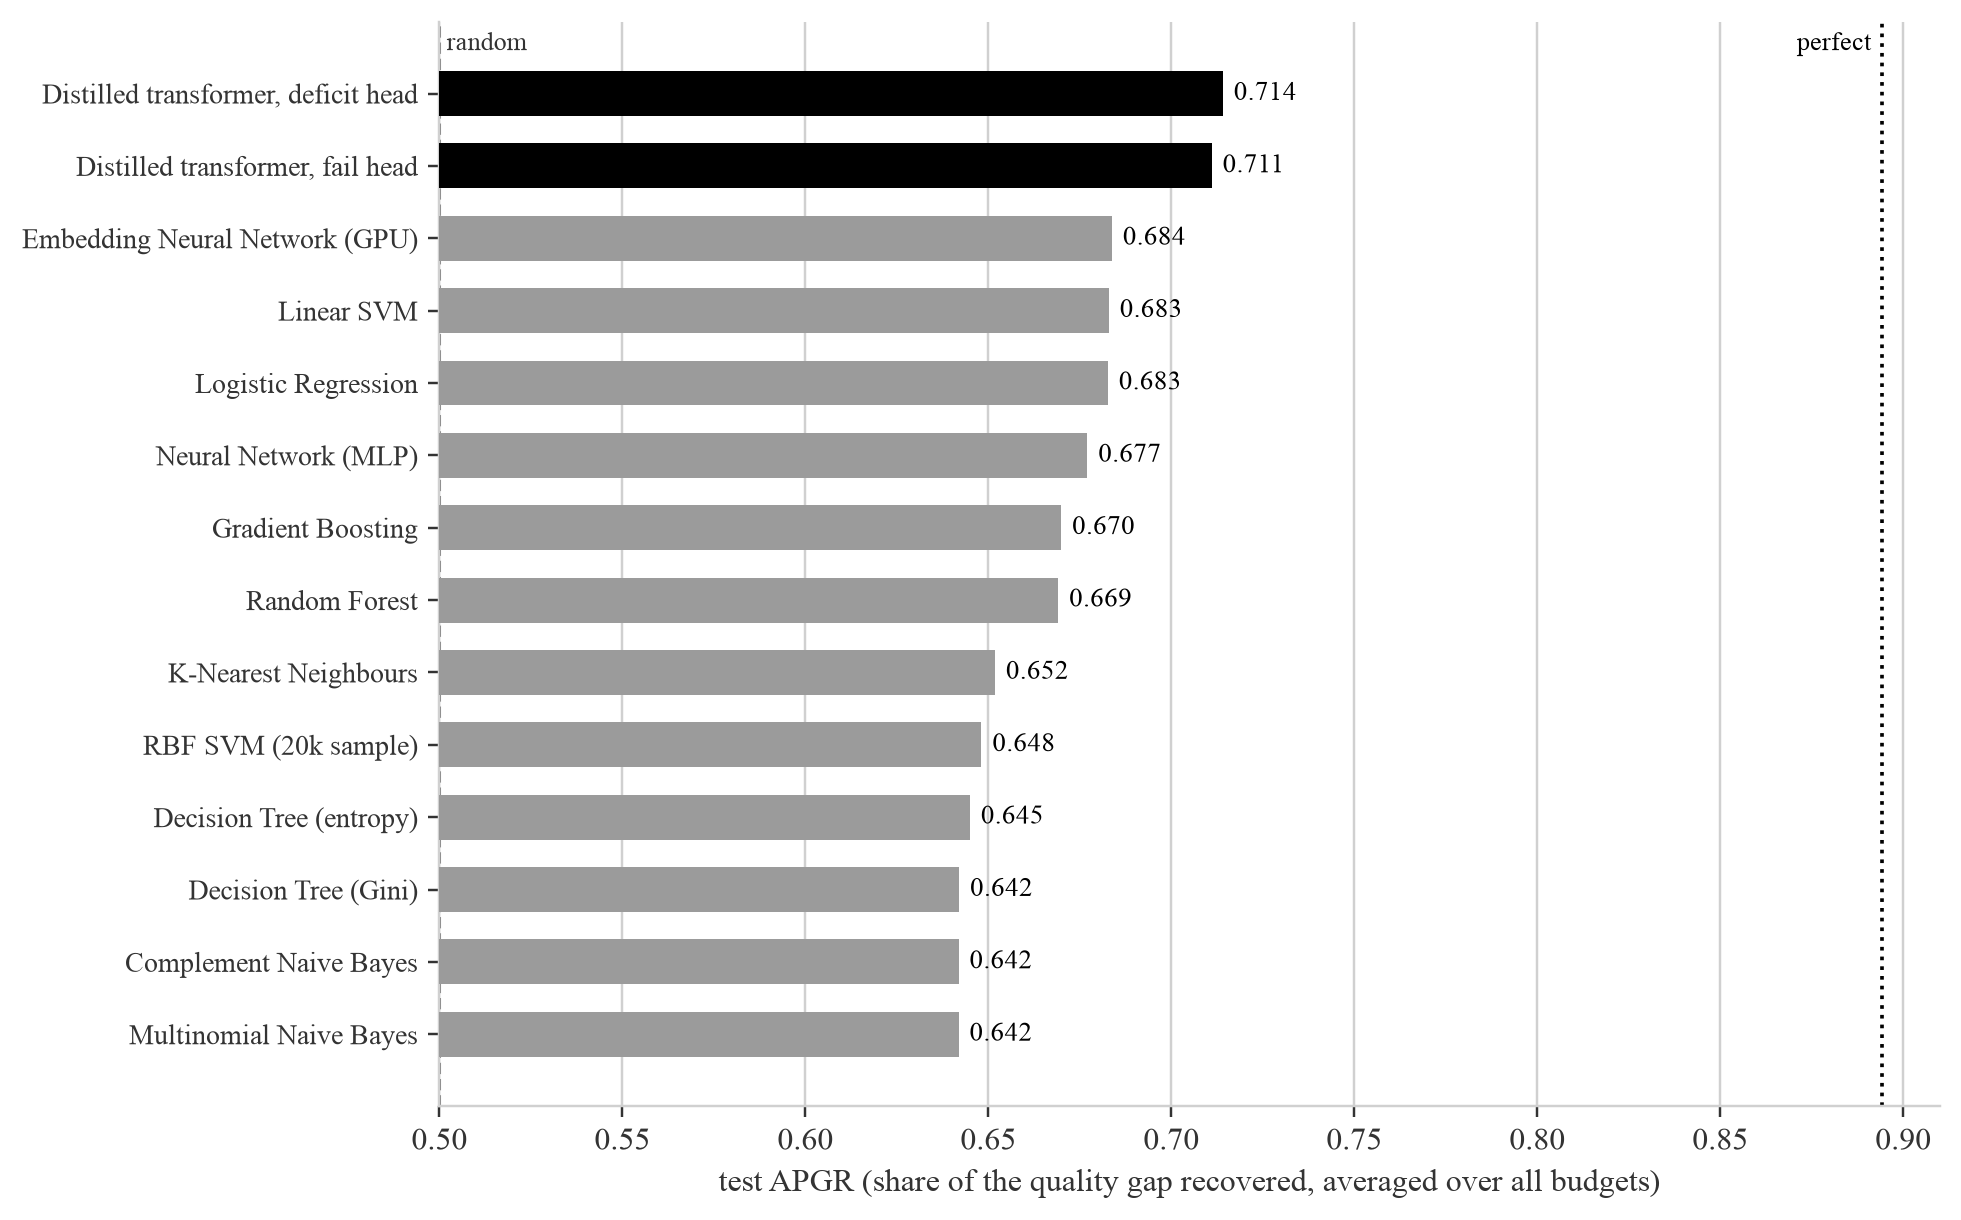 random
perfect
Distilled transformer, deficit head
0.714
Distilled transformer, fail head
0.711
Embedding Neural Network (GPU)
0.684
Linear SVM
0.683
Logistic Regression
0.683
Neural Network (MLP)
0.677
Gradient Boosting
0.670
Random Forest
0.669
K-Nearest Neighbours
0.652
RBF SVM (20k sample)
0.648
Decision Tree (entropy)
0.645
Decision Tree (Gini)
0.642
Complement Naive Bayes
0.642
Multinomial Naive Bayes
0.642
0.50 0.55 0.60 0.65 0.70 0.75 0.80 0.85 0.90
test APGR (share of the quality gap recovered, averaged over all budgets)